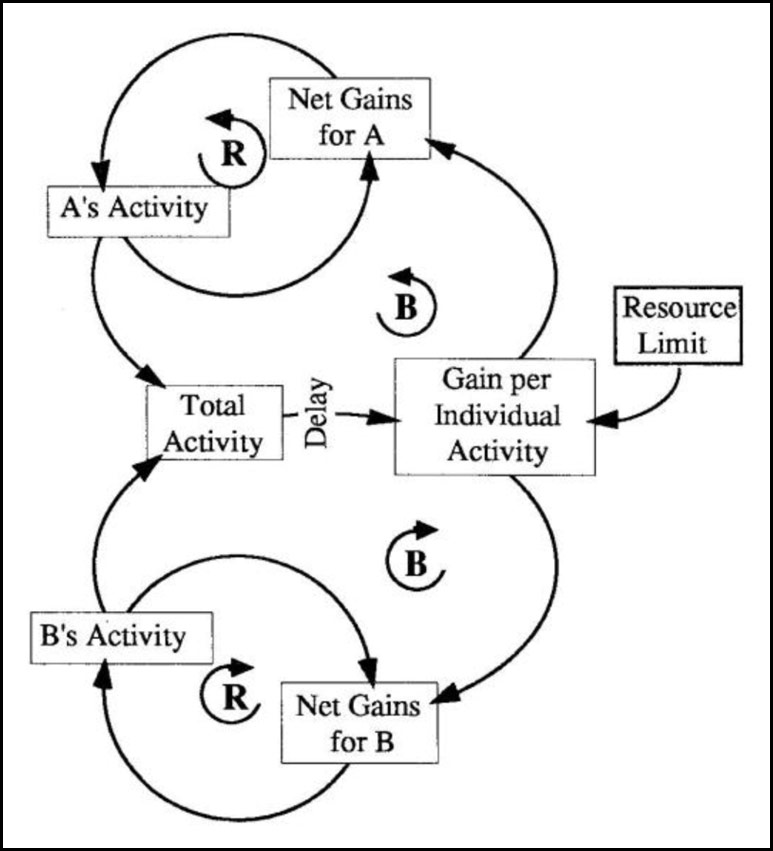 Net Gains
for A
R
A's Activity
B
Resource
Limit
Gain per
Individual
Activity
Total
Activity
Delay
B
B's Activity
R
Net Gains
for B